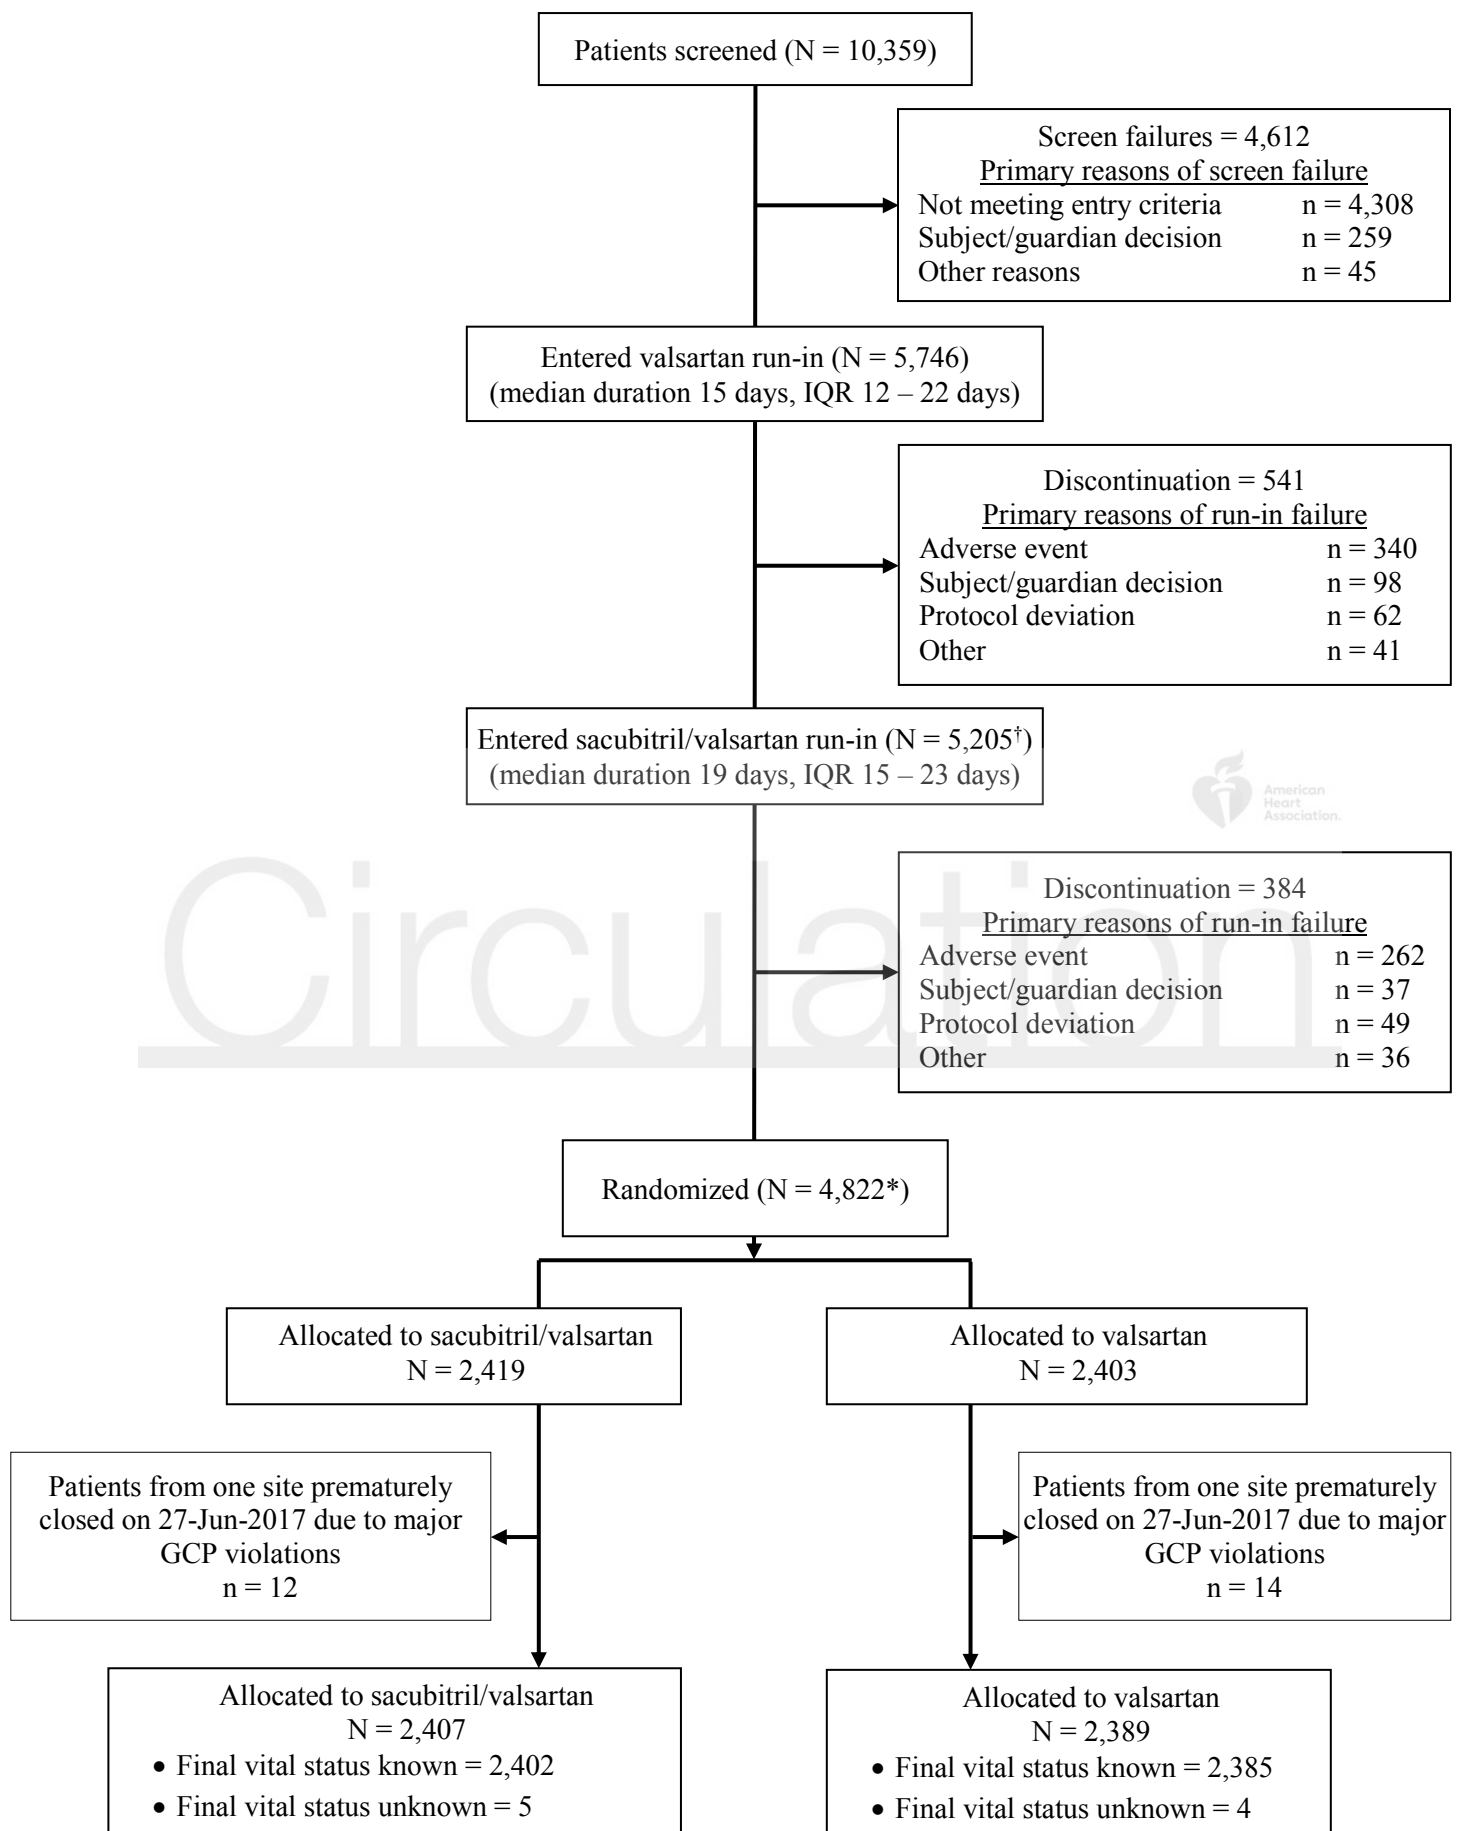 Patients screened (N = 10,359)
Screen failures = 4,612
Primary reasons of screen failure
Not meeting entry criteria n = 4,308
Subject/guardian decision n = 259
Other reasons n = 45
Entered valsartan run-in (N = 5,746)
(median duration 15 days, IQR 12 – 22 days)
Discontinuation = 541
Primary reasons of run-in failure
Adverse event n = 340
Subject/guardian decision n = 98
Protocol deviation n = 62
Other n = 41
Entered sacubitril/valsartan run-in (N = 5,205†)
(median duration 19 days, IQR 15 – 23 days)
American
Heart
Association.
Circulation
Discontinuation = 384
Primary reasons of run-in failure
Adverse event n = 262
Subject/guardian decision n = 37
Protocol deviation n = 49
Other n = 36
Randomized (N = 4,822*)
Allocated to sacubitril/valsartan
N = 2,419
Allocated to valsartan
N = 2,403
Patients from one site prematurely
closed on 27-Jun-2017 due to major
GCP violations
n = 12
Patients from one site prematurely
closed on 27-Jun-2017 due to major
GCP violations
n = 14
Allocated to sacubitril/valsartan
N = 2,407
• Final vital status known = 2,402
• Final vital status unknown = 5
Allocated to valsartan
N = 2,389
• Final vital status known = 2,385
• Final vital status unknown = 4